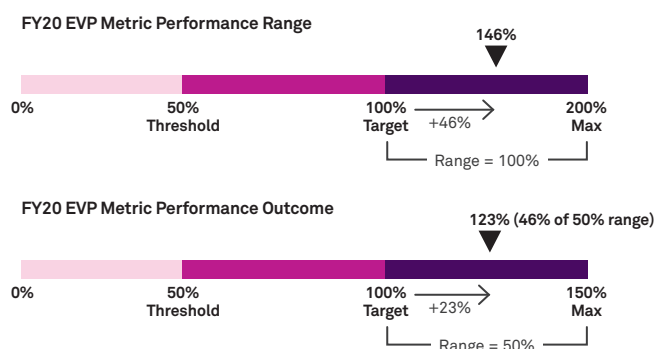 FY20 EVP Metric Performance Range
146%
0% 50% 100% 200%
Threshold Target +46% Max
Range = 100%
FY20 EVP Metric Performance Outcome
123% (46% of 50% range)
0% 50% 100% 150%
Threshold Target +23% Max
Range = 50%